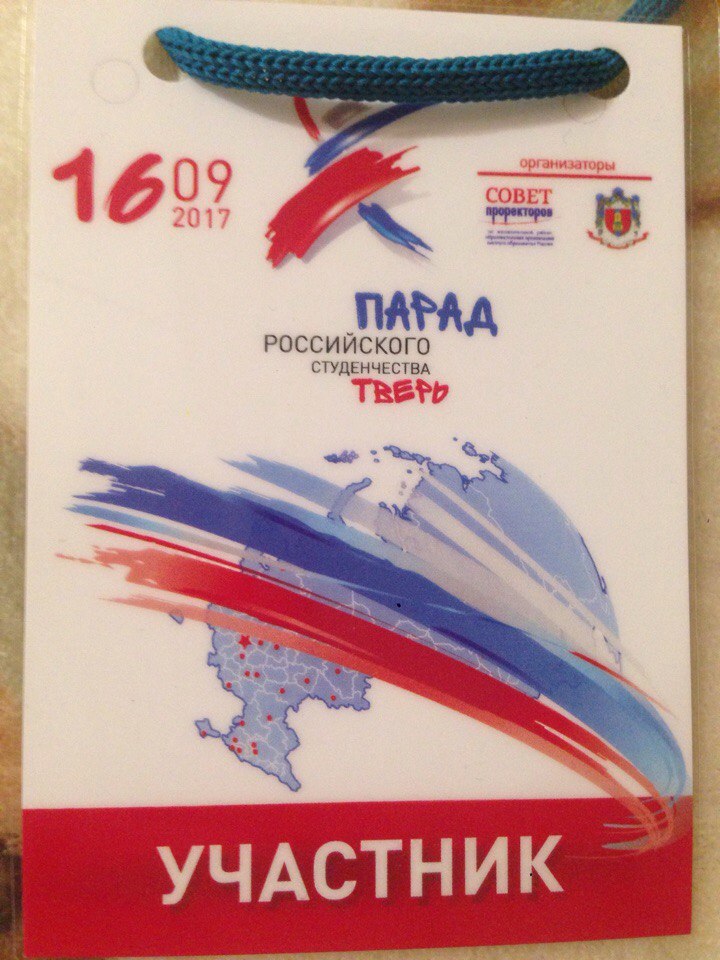 16 09
2017
организаторы
СОВЕТ
проректоров
ПАРАД
РОССИЙСКОГО
СТУДЕНЧЕСТВА
ТВЕРЬ
УЧАСТНИК